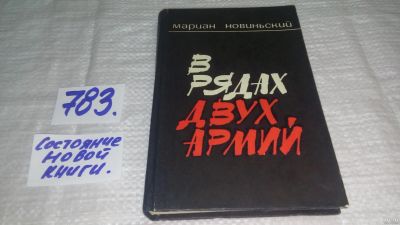 783.
Состояние
новой
книги.
мариан новиньский
В
РЯДАХ
ДВУХ
АРМИЙ